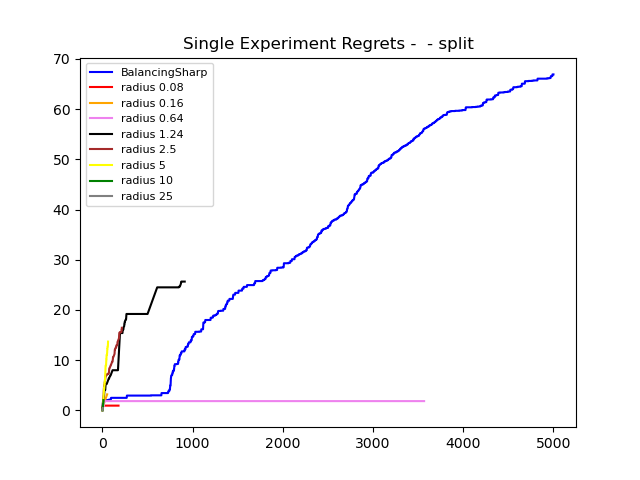 Single Experiment Regrets -  - split
70
60
50
40
30
20
10
0
BalancingSharp
radius 0.08
radius 0.16
radius 0.64
radius 1.24
radius 2.5
radius 5
radius 10
radius 25
0 1000 2000 3000 4000 5000